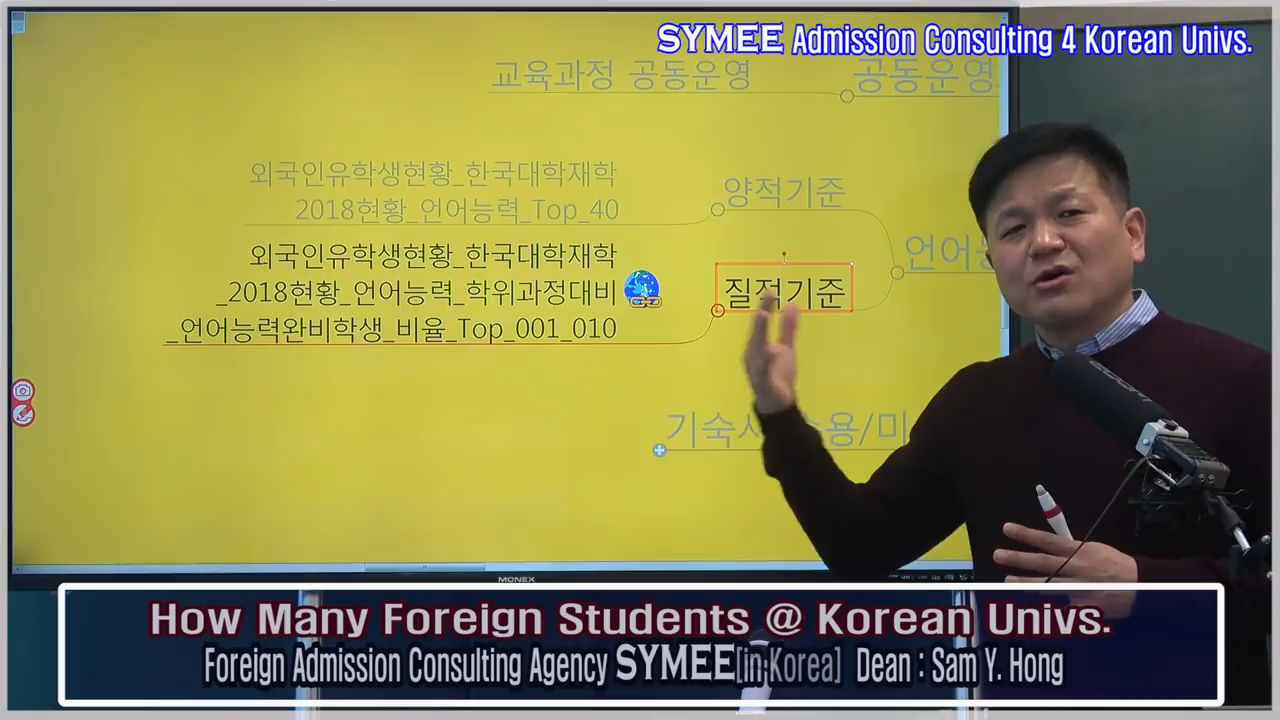 SYMEE Admission Consulting 4 Korean Univs.
교육과정 공동운영
공동운영
외국인유학생현황_한국대학재학
2018현황_언어능력_Top_40
양적기준
외국인유학생현황_한국대학재학
_2018현황_언어능력_학위과정대비
_언어능력완비학생_비율_Top_001_010
질적기준
언어능
기숙사
MONEX
How Many Foreign Students @ Korean Univs.
Foreign Admission Consulting Agency SYMEE[in Korea] Dean : Sam Y. Hong